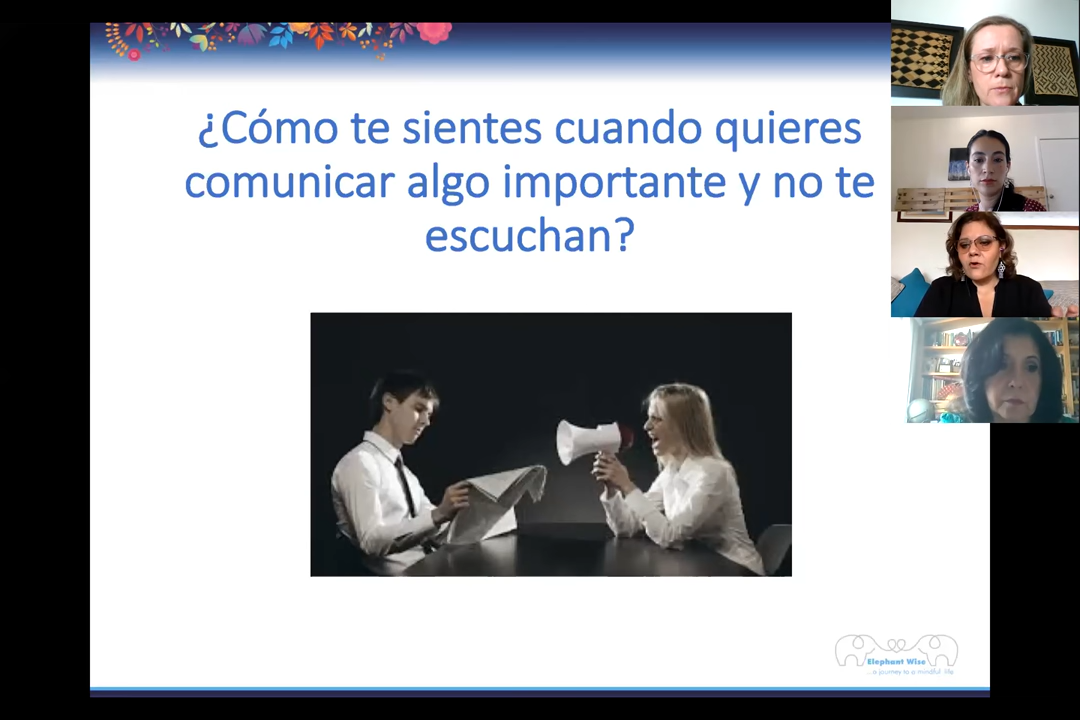 ¿Cómo te sientes cuando quieres
comunicar algo importante y no te
escuchan?
Elephant Wise
...a journey to a mindful life